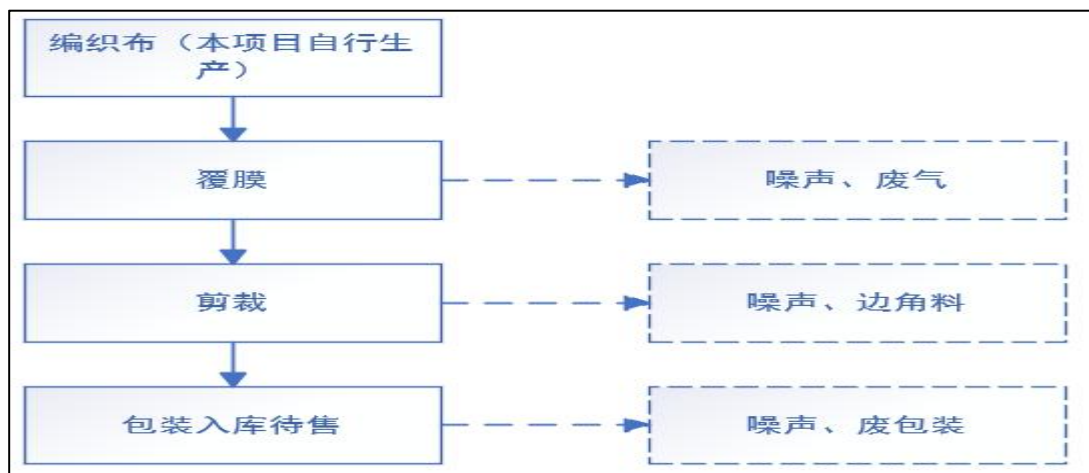 编织布（本项目自行生
产）
覆膜
噪声、废气
剪裁
噪声、边角料
包装入库待售
噪声、废包装